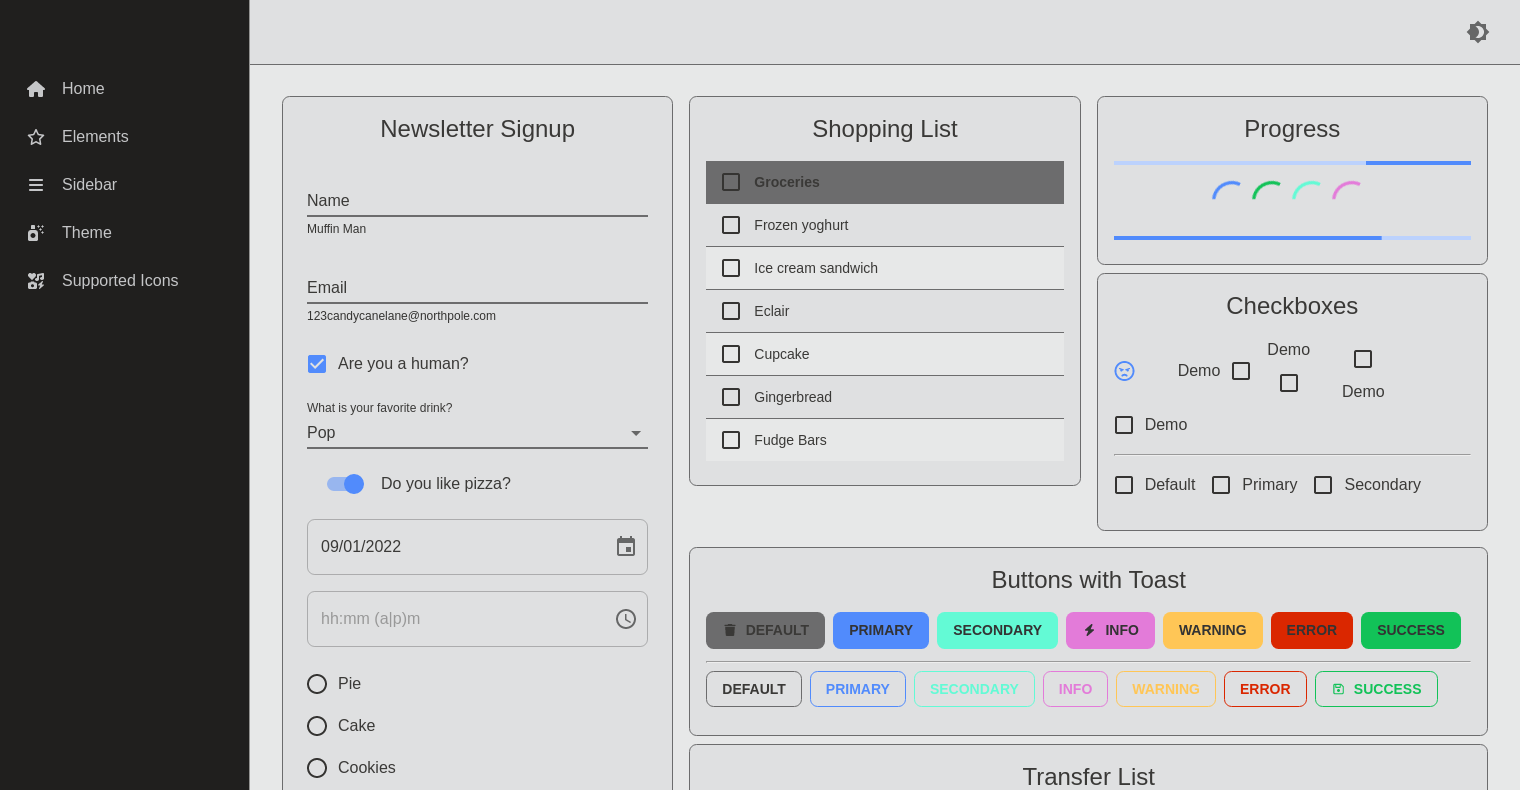 Home
Elements
Sidebar
Theme
Supported Icons
Newsletter Signup
Name
Muffin Man
Email
123candycanelane@northpole.com
Are you a human?
What is your favorite drink?
Pop
Do you like pizza?
09/01/2022
hh:mm (a|p)m
Pie
Cake
Cookies
Shopping List
Groceries
Frozen yoghurt
Ice cream sandwich
Eclair
Cupcake
Gingerbread
Fudge Bars
Progress
Checkboxes
Demo
Demo
Demo
Demo
Default Primary Secondary
Buttons with Toast
DEFAULT PRIMARY SECONDARY INFO WARNING ERROR SUCCESS
DEFAULT PRIMARY SECONDARY INFO WARNING ERROR SUCCESS
Transfer List